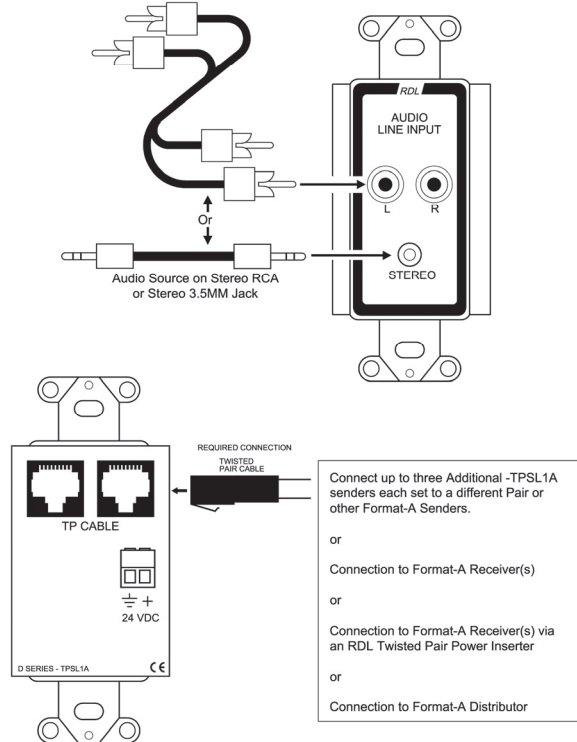 RDL
AUDIO
LINE INPUT
L R
Or
STEREO
Audio Source on Stereo RCA
or Stereo 3.5MM Jack
REQUIRED CONNECTION
TWISTED
PAIR CABLE
TP CABLE
+
24 VDC
D SERIES - TPSL1A
CE
Connect up to three Additional -TPSL1A
senders each set to a different Pair or
other Format-A Senders.
or
Connection to Format-A Receiver(s)
or
Connection to Format-A Receiver(s) via
an RDL Twisted Pair Power Inserter
or
Connection to Format-A Distributor